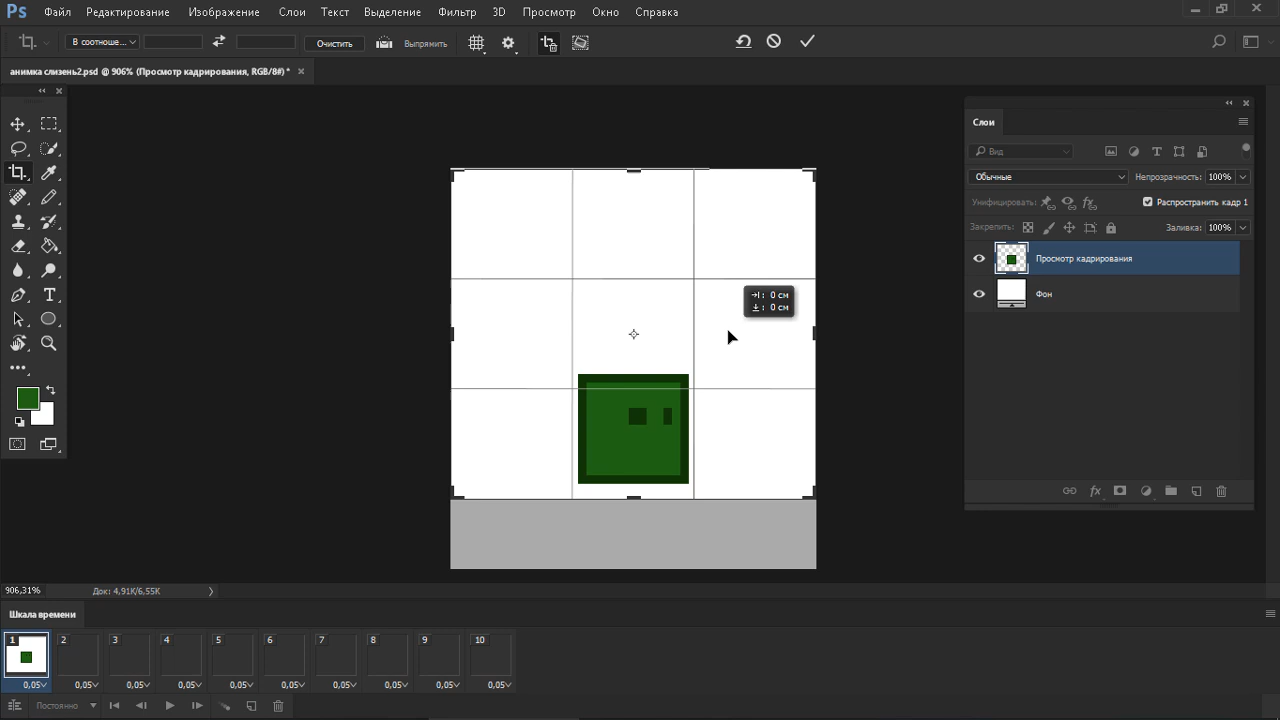 Ps Файл Редактирование Изображение Слои Текст Выделение Фильтр 3D Просмотр Окно Справка
В соотноше... Очистить Выпрямить
анимка слизень2.psd @ 906% (Просмотр кадрирования, RGB/8#) * ×
Слои
Вид
Обычные Непрозрачность: 100%
Унифицировать: Распространить кадр 1
Закрепить: Заливка: 100%
Просмотр кадрирования
Фон
: 0 см
: 0 см
906,31% Док: 4,91K/6,55K
Шкала времени
1 2 3 4 5 6 7 8 9 10
0,05 0,05 0,05 0,05 0,05 0,05 0,05 0,05 0,05 0,05
Постоянно